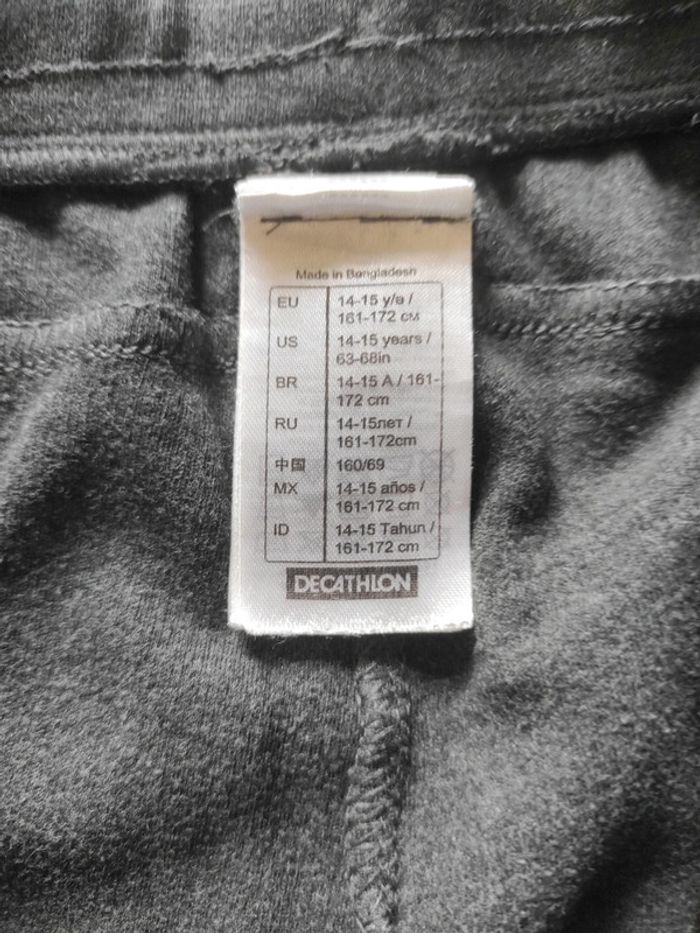 Made in Bangladesh
EU 14-15 y/a /
161-172 см
US 14-15 years /
63-68in
BR 14-15 A / 161-
172 cm
RU 14-15лет /
161-172cm
中国 160/69
MX 14-15 años /
161-172 cm
ID 14-15 Tahun /
161-172 cm
DECATHLON